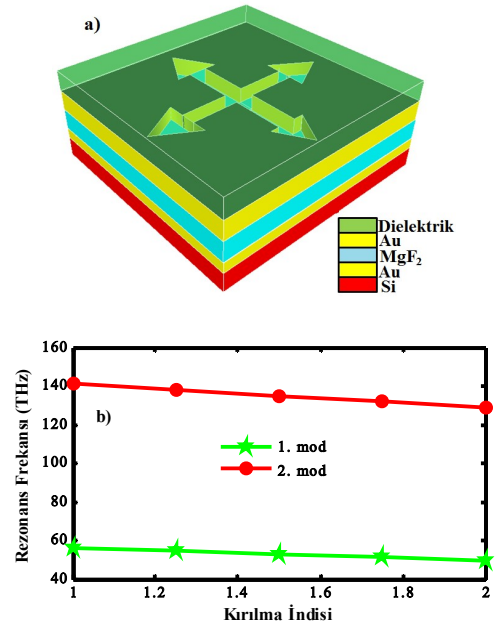 a)
Dielektrik
Au
MgF₂
Au
Si
160
140
120
100
80
60
40
Rezonans Frekansı (THz)
b)
1. mod
2. mod
1 1.2 1.4 1.6 1.8 2
Kırılma İndisi